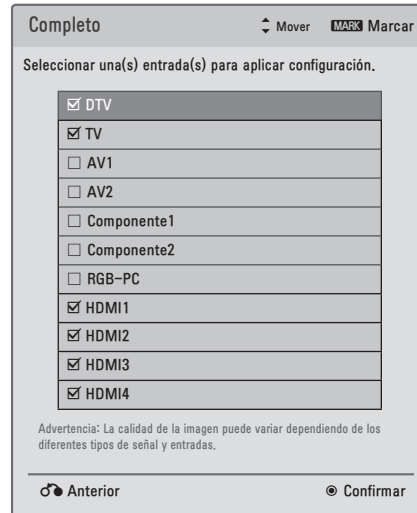 Completo Mover MARK Marcar
Seleccionar una(s) entrada(s) para aplicar configuración.
DTV
TV
AV1
AV2
Componente1
Componente2
RGB-PC
HDMI1
HDMI2
HDMI3
HDMI4
Advertencia: La calidad de la imagen puede variar dependiendo de los
diferentes tipos de señal y entradas.
Anterior Confirmar